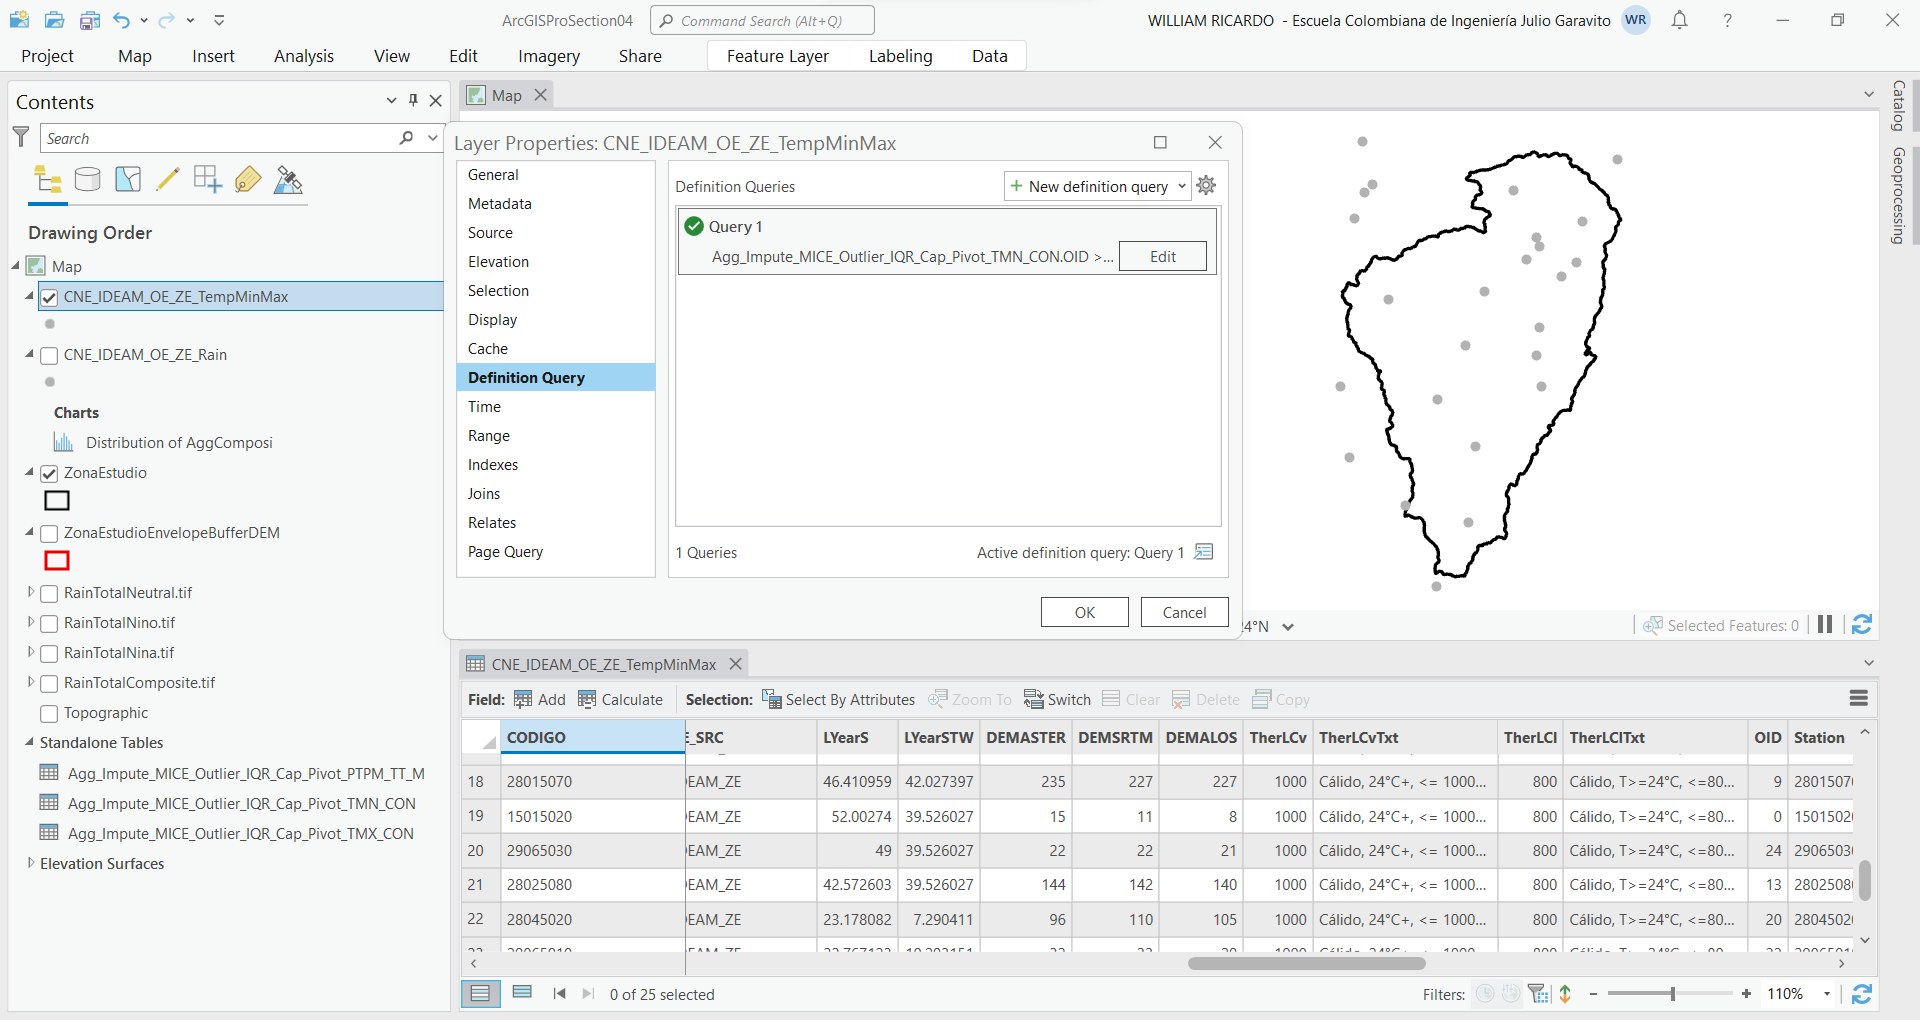 ArcGISProSection04
Command Search (Alt+Q)
WILLIAM RICARDO - Escuela Colombiana de Ingeniería Julio Garavito
WR
?
Project Map Insert Analysis View Edit Imagery Share Feature Layer Labeling Data
Contents
Search
Drawing Order
Map
CNE_IDEAM_OE_ZE_TempMinMax
CNE_IDEAM_OE_ZE_Rain
Charts
Distribution of AggComposi
ZonaEstudio
ZonaEstudioEnvelopeBufferDEM
RainTotalNeutral.tif
RainTotalNino.tif
RainTotalNina.tif
RainTotalComposite.tif
Topographic
Standalone Tables
Agg_Impute_MICE_Outlier_IQR_Cap_Pivot_PTPM_TT_M
Agg_Impute_MICE_Outlier_IQR_Cap_Pivot_TMN_CON
Agg_Impute_MICE_Outlier_IQR_Cap_Pivot_TMX_CON
Elevation Surfaces
Map
Catalog
Geoprocessing
Layer Properties: CNE_IDEAM_OE_ZE_TempMinMax
General
Metadata
Source
Elevation
Selection
Display
Cache
Definition Query
Time
Range
Indexes
Joins
Relates
Page Query
Definition Queries
New definition query
Query 1
Agg_Impute_MICE_Outlier_IQR_Cap_Pivot_TMN_CON.OID >...
Edit
1 Queries
Active definition query: Query 1
OK
Cancel
4°N
Selected Features: 0
CNE_IDEAM_OE_ZE_TempMinMax
Field: Add Calculate Selection: Select By Attributes Zoom To Switch Clear Delete Copy
CODIGO E_SRC LYearS LYearSTW DEMASTER DEMSRTM DEMALOS TherLCv TherLCvTxt TherLCl TherLClTxt OID Station
18 28015070 DEAM_ZE 46.410959 42.027397 235 227 227 1000 Cálido, 24°C+, <= 1000... 800 Cálido, T>=24°C, <=80... 9 28015070
19 15015020 DEAM_ZE 52.00274 39.526027 15 11 8 1000 Cálido, 24°C+, <= 1000... 800 Cálido, T>=24°C, <=80... 0 15015020
20 29065030 DEAM_ZE 49 39.526027 22 22 21 1000 Cálido, 24°C+, <= 1000... 800 Cálido, T>=24°C, <=80... 24 29065030
21 28025080 DEAM_ZE 42.572603 39.526027 144 142 140 1000 Cálido, 24°C+, <= 1000... 800 Cálido, T>=24°C, <=80... 13 28025080
22 28045020 DEAM_ZE 23.178082 7.290411 96 110 105 1000 Cálido, 24°C+, <= 1000... 800 Cálido, T>=24°C, <=80... 20 28045020
0 of 25 selected
Filters:
110%